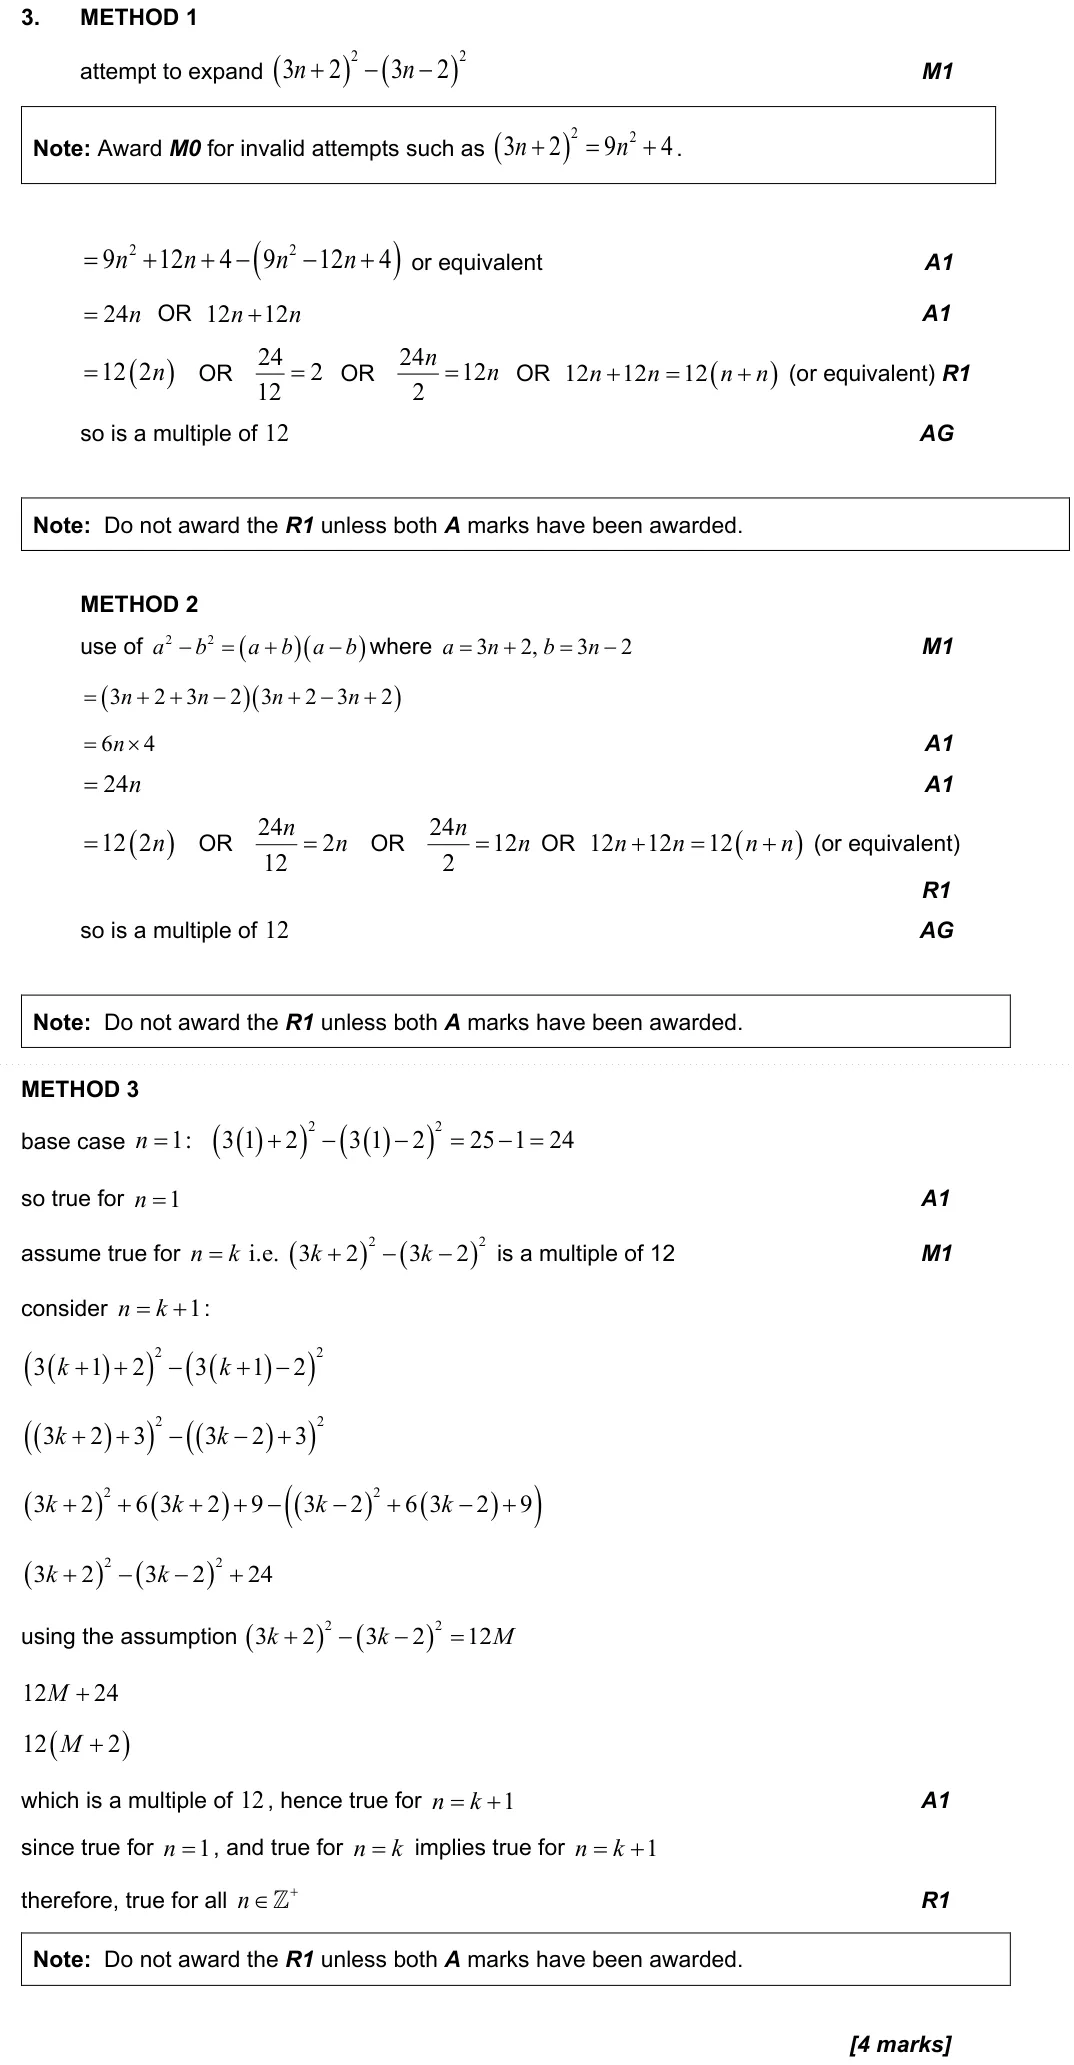 3. METHOD 1
attempt to expand (3n + 2)² − (3n − 2)² M1
Note: Award M0 for invalid attempts such as (3n + 2)² = 9n² + 4.
= 9n² + 12n + 4 − (9n² − 12n + 4) or equivalent A1
= 24n OR 12n + 12n A1
= 12(2n) OR 24/12 = 2 OR 24n/2 = 12n OR 12n + 12n = 12(n + n) (or equivalent) R1
so is a multiple of 12 AG
Note: Do not award the R1 unless both A marks have been awarded.
METHOD 2
use of a² − b² = (a + b)(a − b) where a = 3n + 2, b = 3n − 2 M1
= (3n + 2 + 3n − 2)(3n + 2 − 3n + 2)
= 6n × 4 A1
= 24n A1
= 12(2n) OR 24n/12 = 2n OR 24n/2 = 12n OR 12n + 12n = 12(n + n) (or equivalent)
R1
so is a multiple of 12 AG
Note: Do not award the R1 unless both A marks have been awarded.
METHOD 3
base case n = 1: (3(1) + 2)² − (3(1) − 2)² = 25 − 1 = 24
so true for n = 1 A1
assume true for n = k i.e. (3k + 2)² − (3k − 2)² is a multiple of 12 M1
consider n = k + 1:
(3(k + 1) + 2)² − (3(k + 1) − 2)²
((3k + 2) + 3)² − ((3k − 2) + 3)²
(3k + 2)² + 6(3k + 2) + 9 − ((3k − 2)² + 6(3k − 2) + 9)
(3k + 2)² − (3k − 2)² + 24
using the assumption (3k + 2)² − (3k − 2)² = 12M
12M + 24
12(M + 2)
which is a multiple of 12, hence true for n = k + 1 A1
since true for n = 1, and true for n = k implies true for n = k + 1
therefore, true for all n ∈ ℤ⁺ R1
Note: Do not award the R1 unless both A marks have been awarded.
[4 marks]